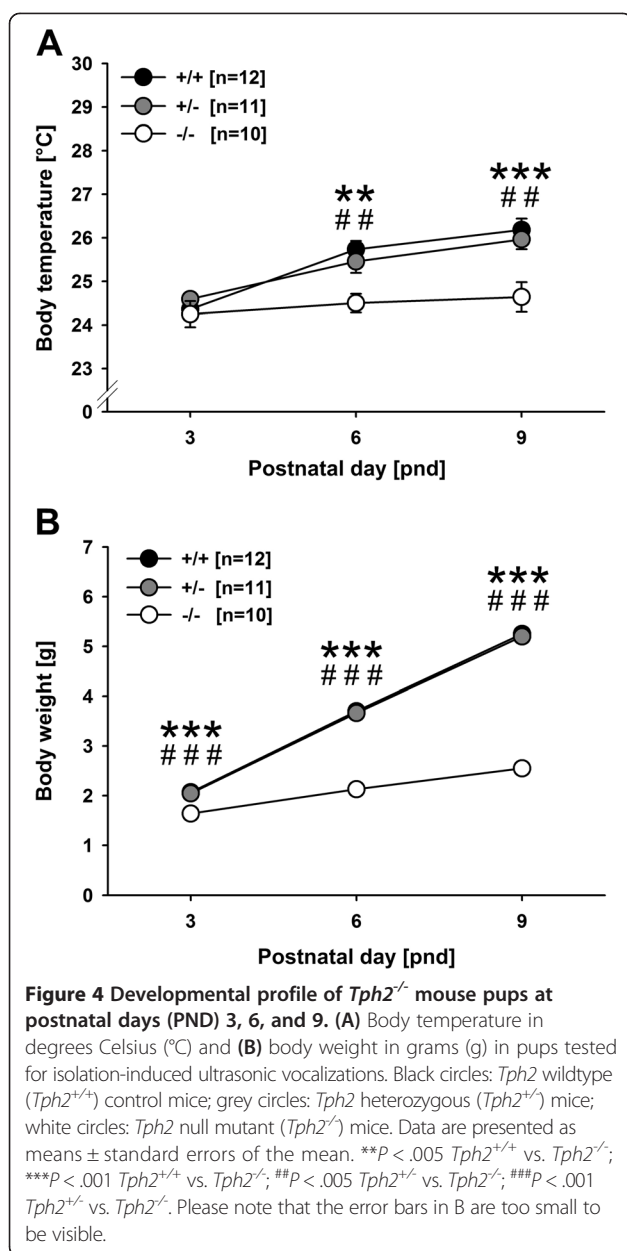 A
30
29
28
27
26
25
24
23
0
Body temperature [°C]
+/+ [n=12]
+/- [n=11]
-/- [n=10]
**
##
***
##
3
6
9
Postnatal day [pnd]
B
7
6
5
4
3
2
1
0
Body weight [g]
+/+ [n=12]
+/- [n=11]
-/- [n=10]
***
###
***
###
***
###
3
6
9
Postnatal day [pnd]
Figure 4 Developmental profile of Tph2-/- mouse pups at
postnatal days (PND) 3, 6, and 9. (A) Body temperature in
degrees Celsius (°C) and (B) body weight in grams (g) in pups tested
for isolation-induced ultrasonic vocalizations. Black circles: Tph2 wildtype
(Tph2+/+) control mice; grey circles: Tph2 heterozygous (Tph2+/-) mice;
white circles: Tph2 null mutant (Tph2-/-) mice. Data are presented as
means ± standard errors of the mean. **P < .005 Tph2+/+ vs. Tph2-/-;
***P < .001 Tph2+/+ vs. Tph2-/-; ##P < .005 Tph2+/- vs. Tph2-/-; ###P < .001
Tph2+/- vs. Tph2-/-. Please note that the error bars in B are too small to
be visible.